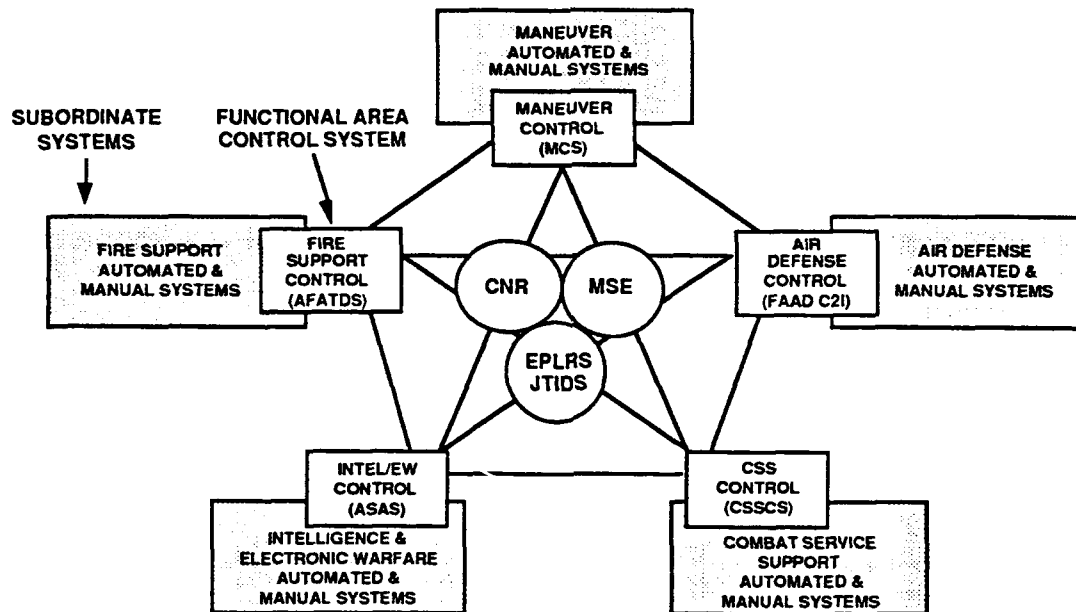 MANEUVER
AUTOMATED &
MANUAL SYSTEMS
MANEUVER
CONTROL
(MCS)
SUBORDINATE
SYSTEMS
FUNCTIONAL AREA
CONTROL SYSTEM
FIRE SUPPORT
AUTOMATED &
MANUAL SYSTEMS
FIRE
SUPPORT
CONTROL
(AFATDS)
CNR
MSE
EPLRS
JTIDS
AIR
DEFENSE
CONTROL
(FAAD C2I)
AIR DEFENSE
AUTOMATED &
MANUAL SYSTEMS
INTEL/EW
CONTROL
(ASAS)
INTELLIGENCE &
ELECTRONIC WARFARE
AUTOMATED &
MANUAL SYSTEMS
CSS
CONTROL
(CSSCS)
COMBAT SERVICE
SUPPORT
AUTOMATED &
MANUAL SYSTEMS